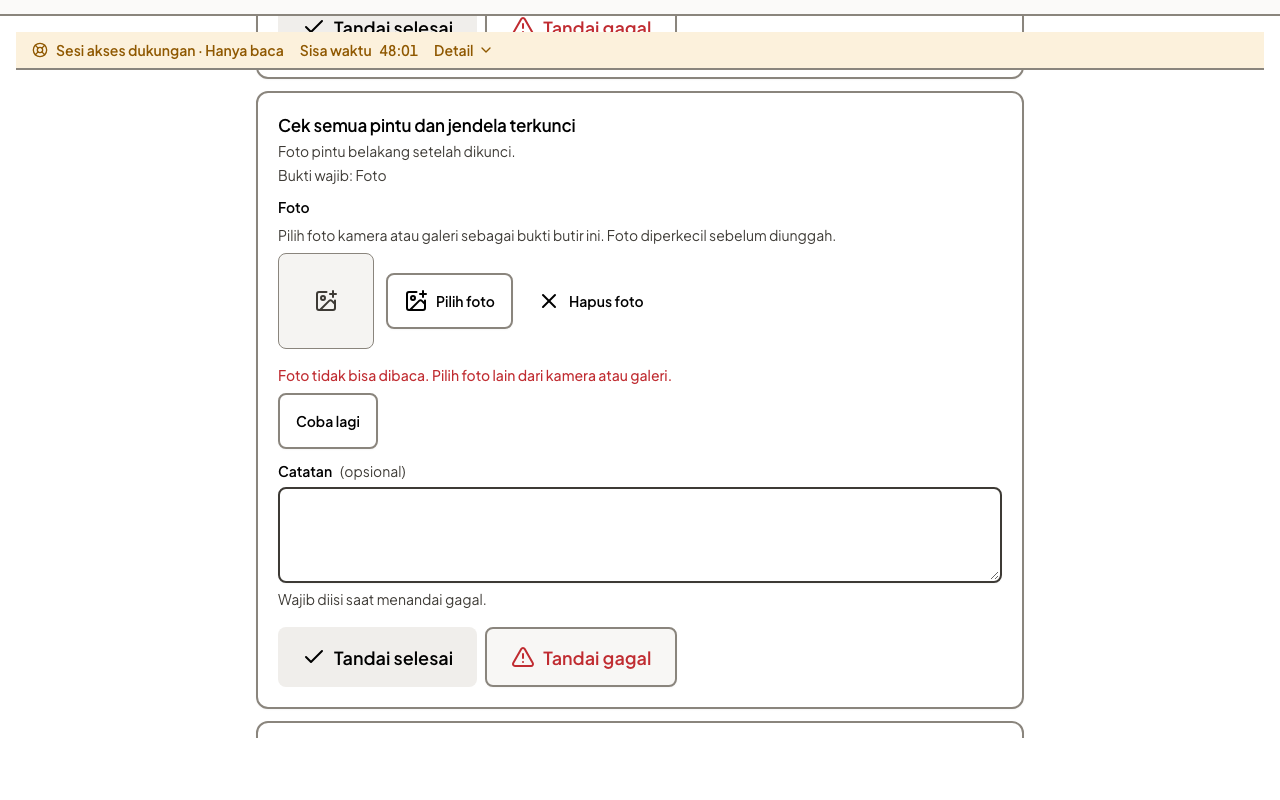 Tandai selesai
Tandai gagal
Sesi akses dukungan · Hanya baca
Sisa waktu 48:01
Detail
Cek semua pintu dan jendela terkunci
Foto pintu belakang setelah dikunci.
Bukti wajib: Foto
Foto
Pilih foto kamera atau galeri sebagai bukti butir ini. Foto diperkecil sebelum diunggah.
Pilih foto
Hapus foto
Foto tidak bisa dibaca. Pilih foto lain dari kamera atau galeri.
Coba lagi
Catatan (opsional)
Wajib diisi saat menandai gagal.
Tandai selesai
Tandai gagal